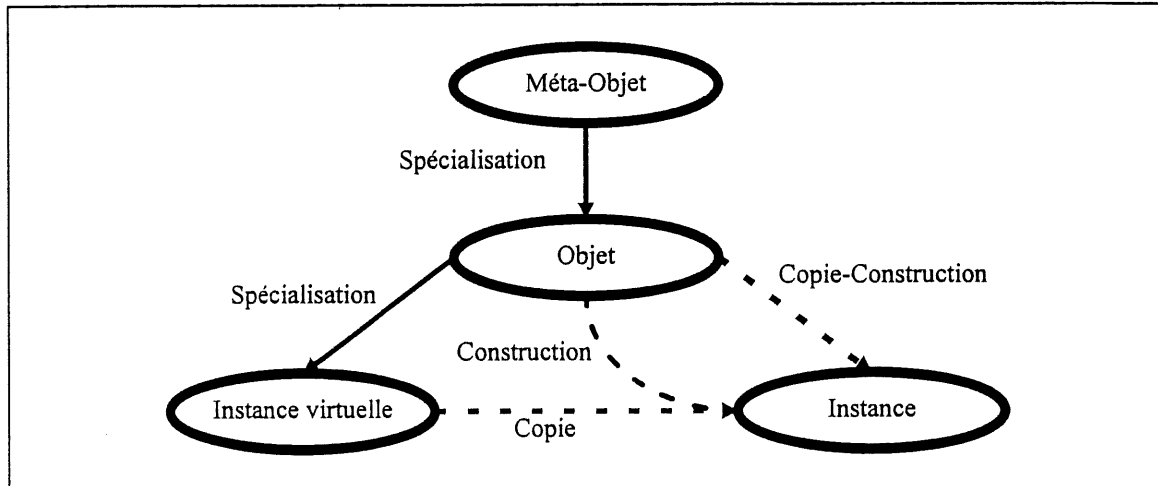 Méta-Objet
Spécialisation
Objet
Copie-Construction
Spécialisation
Construction
Instance virtuelle
Instance
Copie